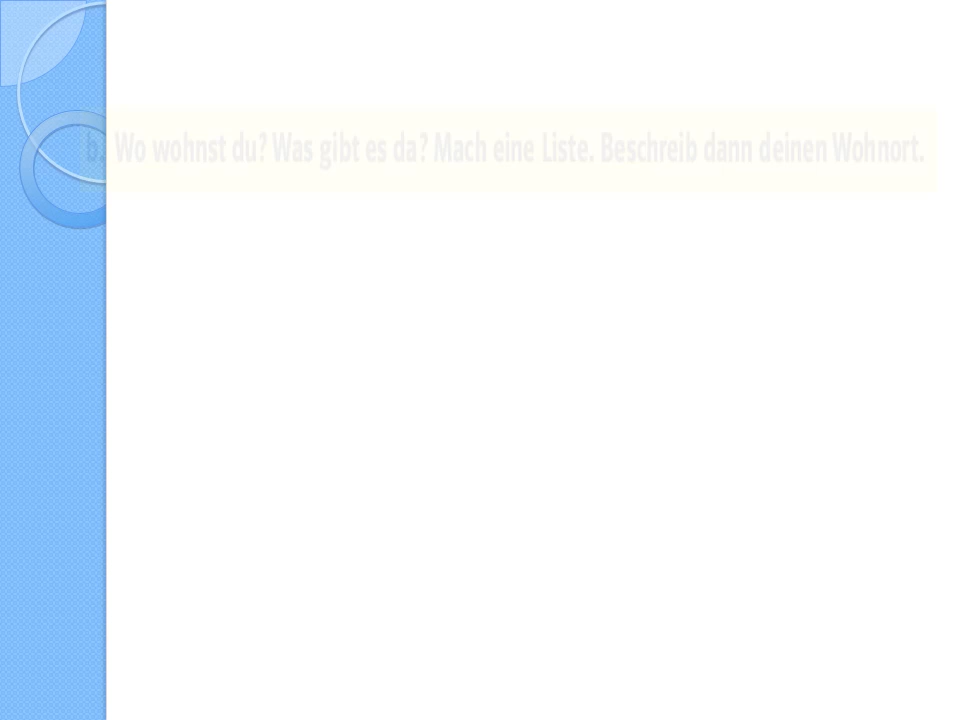 b. Wo wohnst du? Was gibt es da? Mach eine Liste. Beschreib dann deinen Wohnort.